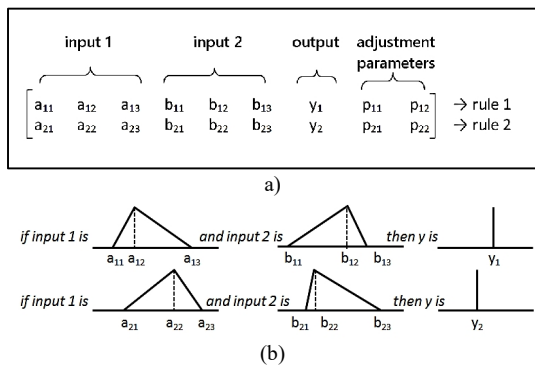 input 1 input 2 output adjustment parameters
a11 a12 a13 b11 b12 b13 y1 p11 p12 → rule 1
a21 a22 a23 b21 b22 b23 y2 p21 p22 → rule 2
a)
if input 1 is and input 2 is then y is
a11 a12 a13 b11 b12 b13 y1
if input 1 is and input 2 is then y is
a21 a22 a23 b21 b22 b23 y2
(b)